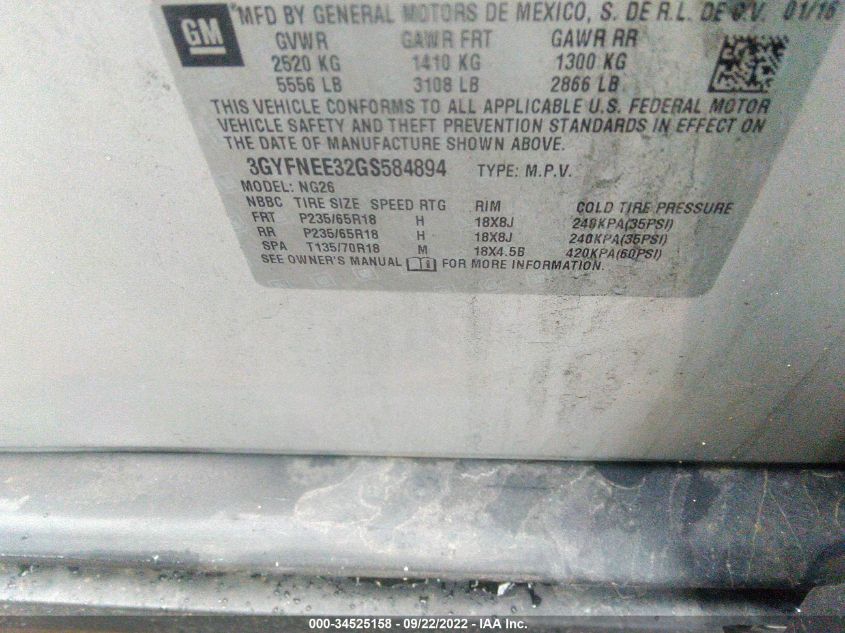 GM
MFD BY GENERAL MOTORS DE MEXICO, S. DE R.L. DE C.V. 01/16
GVWR GAWR FRT GAWR RR
2520 KG 1410 KG 1300 KG
5556 LB 3108 LB 2866 LB
THIS VEHICLE CONFORMS TO ALL APPLICABLE U.S. FEDERAL MOTOR
VEHICLE SAFETY AND THEFT PREVENTION STANDARDS IN EFFECT ON
THE DATE OF MANUFACTURE SHOWN ABOVE.
3GYFNEE32GS584894 TYPE: M.P.V.
MODEL: NG26
NBBC TIRE SIZE SPEED RTG RIM COLD TIRE PRESSURE
FRT P235/65R18 H 18X8J 240KPA(35PSI)
RR P235/65R18 H 18X8J 240KPA(35PSI)
SPA T135/70R18 M 18X4.5B 420KPA(60PSI)
SEE OWNER'S MANUAL FOR MORE INFORMATION.
000-34525158 - 09/22/2022 - IAA Inc.